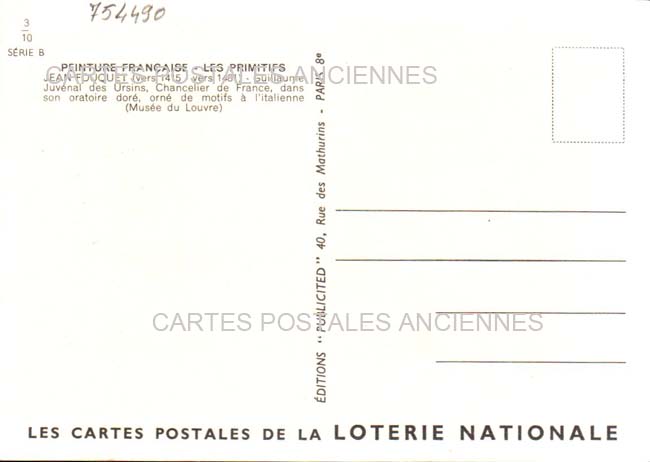 754490
3
10
SÉRIE B
PEINTURE FRANÇAISE - LES PRIMITIFS
JEAN FOUQUET (vers 1415 - vers 1481) - Guillaume
Juvénal des Ursins, Chancelier de France, dans
son oratoire doré, orné de motifs à l'italienne
(Musée du Louvre)
CARTES POSTALES ANCIENNES
ÉDITIONS "PUBLICITED" 40, Rue des Mathurins - PARIS 8e
CARTES POSTALES ANCIENNES
LES CARTES POSTALES DE LA LOTERIE NATIONALE